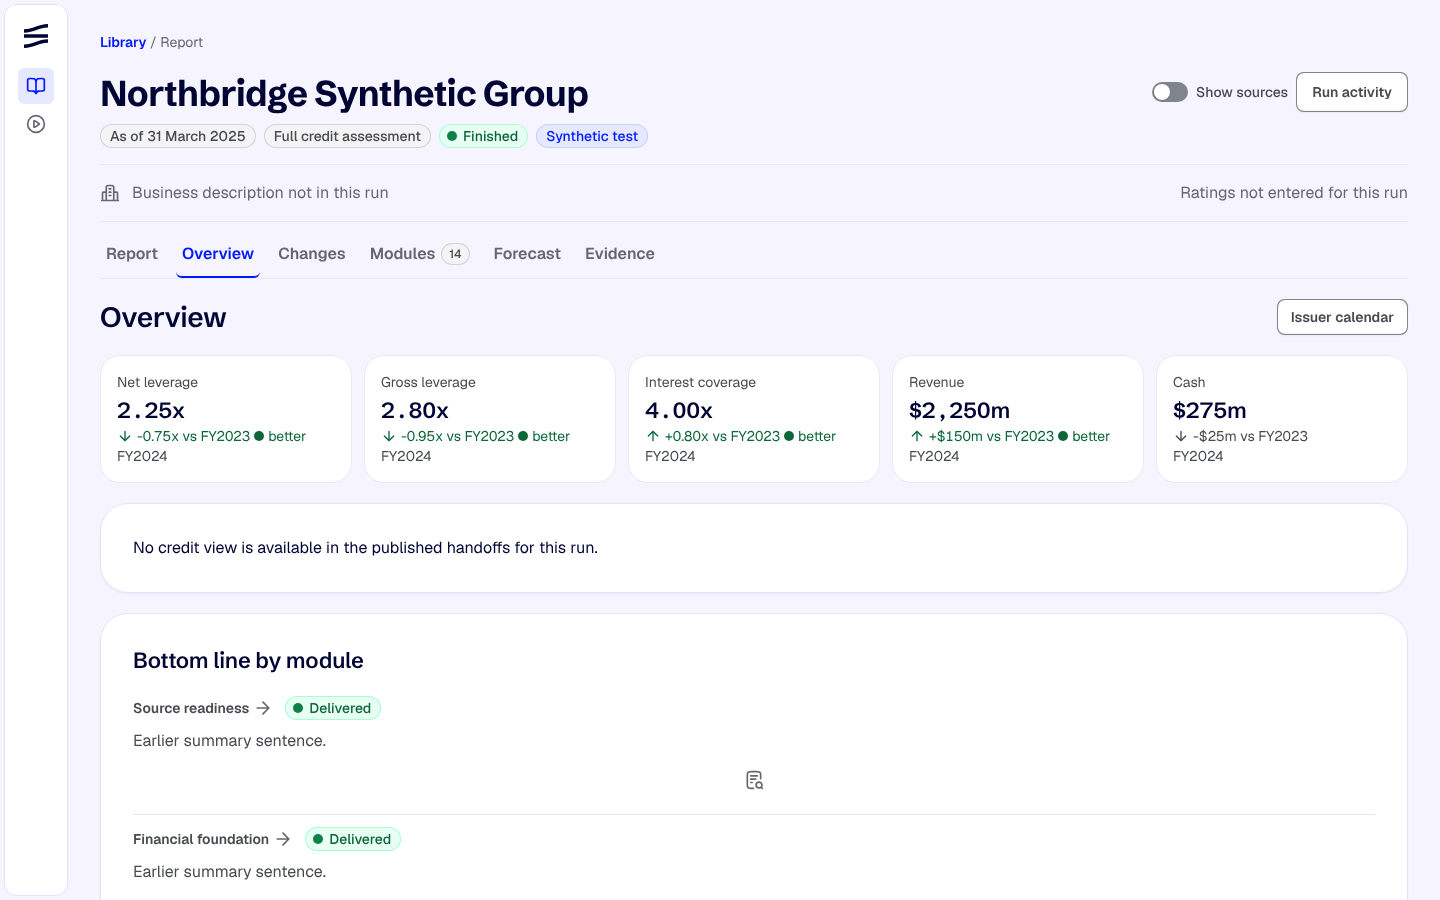 Library / Report
Northbridge Synthetic Group
Show sources
Run activity
As of 31 March 2025
Full credit assessment
Finished
Synthetic test
Business description not in this run
Ratings not entered for this run
Report
Overview
Changes
Modules 14
Forecast
Evidence
Overview
Issuer calendar
Net leverage
2.25x
-0.75x vs FY2023 ● better
FY2024
Gross leverage
2.80x
-0.95x vs FY2023 ● better
FY2024
Interest coverage
4.00x
+0.80x vs FY2023 ● better
FY2024
Revenue
$2,250m
+$150m vs FY2023 ● better
FY2024
Cash
$275m
-$25m vs FY2023
FY2024
No credit view is available in the published handoffs for this run.
Bottom line by module
Source readiness → Delivered
Earlier summary sentence.
Financial foundation → Delivered
Earlier summary sentence.